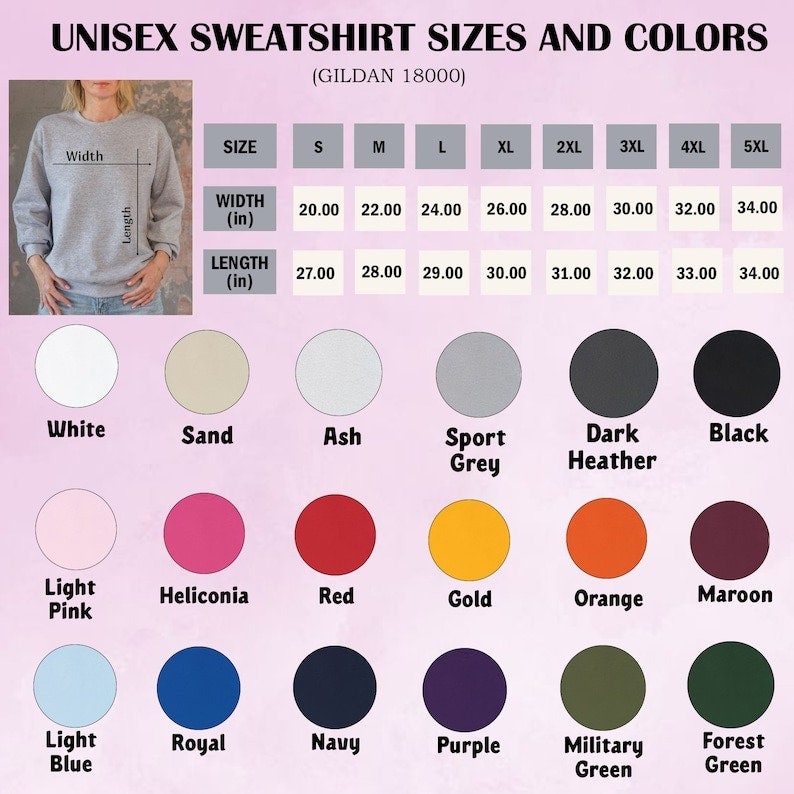 UNISEX SWEATSHIRT SIZES AND COLORS
(GILDAN 18000)
Width
Length
SIZE S M L XL 2XL 3XL 4XL 5XL
WIDTH (in) 20.00 22.00 24.00 26.00 28.00 30.00 32.00 34.00
LENGTH (in) 27.00 28.00 29.00 30.00 31.00 32.00 33.00 34.00
White Sand Ash Sport Grey Dark Heather Black
Light Pink Heliconia Red Gold Orange Maroon
Light Blue Royal Navy Purple Military Green Forest Green